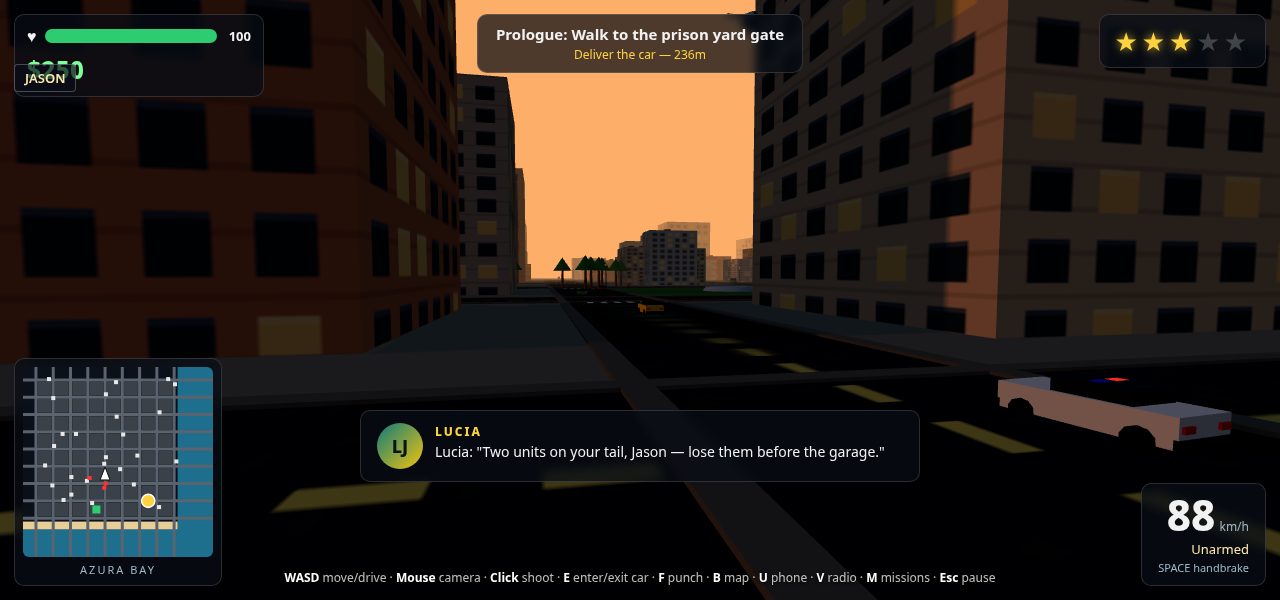 ♥ 100
$250
JASON
Prologue: Walk to the prison yard gate
Deliver the car — 236m
★★★★★
LUCIA
LJ
Lucia: "Two units on your tail, Jason — lose them before the garage."
AZURA BAY
88 km/h
Unarmed
SPACE handbrake
WASD move/drive · Mouse camera · Click shoot · E enter/exit car · F punch · B map · U phone · V radio · M missions · Esc pause